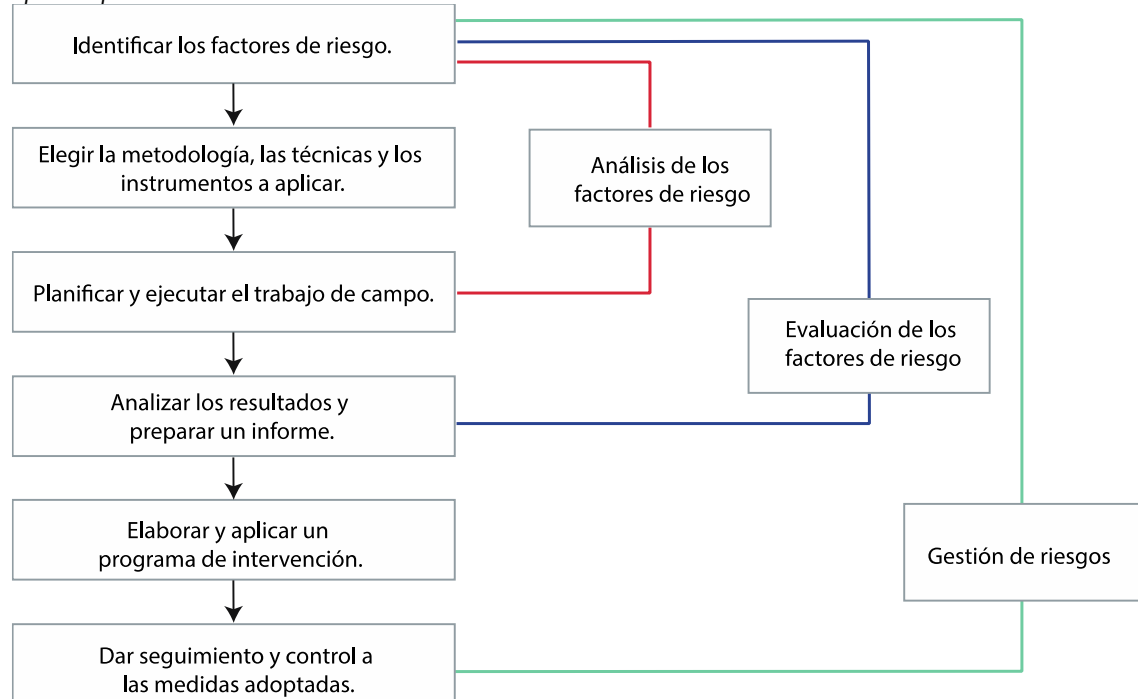 Identificar los factores de riesgo.
Elegir la metodología, las técnicas y los
instrumentos a aplicar.
Análisis de los
factores de riesgo
Planificar y ejecutar el trabajo de campo.
Evaluación de los
factores de riesgo
Analizar los resultados y
preparar un informe.
Elaborar y aplicar un
programa de intervención.
Gestión de riesgos
Dar seguimiento y control a
las medidas adoptadas.